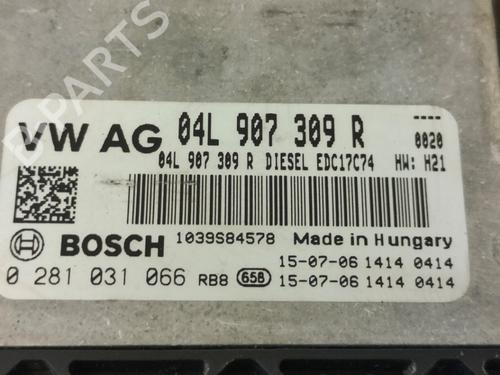 VW AG 04L 907 309 R ----
0020
04L 907 309 R DIESEL EDC17C74 HW: H21
BOSCH 1039S84578 Made in Hungary
0 281 031 066 RB8 658 15-07-06 1414 0414
15-07-06 1414 0414
B-PARTS